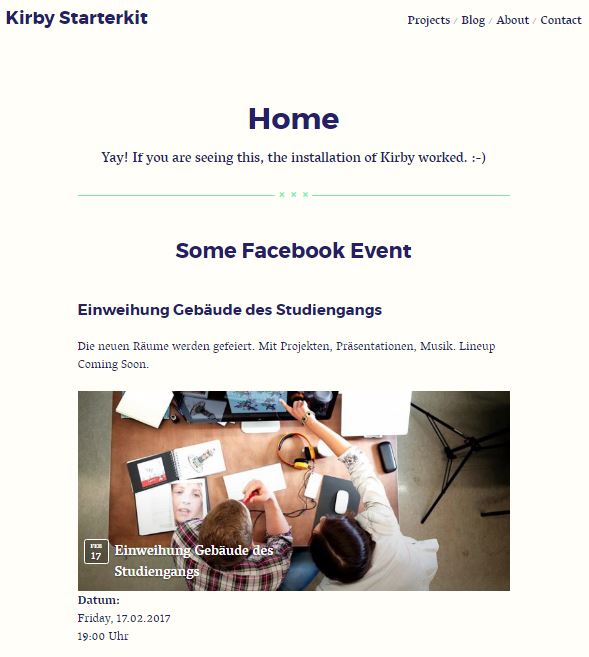 Kirby Starterkit
Projects / Blog / About / Contact
Home
Yay! If you are seeing this, the installation of Kirby worked. :-)
Some Facebook Event
Einweihung Gebäude des Studiengangs
Die neuen Räume werden gefeiert. Mit Projekten, Präsentationen, Musik. Lineup
Coming Soon.
FEB
17
Einweihung Gebäude des
Studiengangs
Datum:
Friday, 17.02.2017
19:00 Uhr